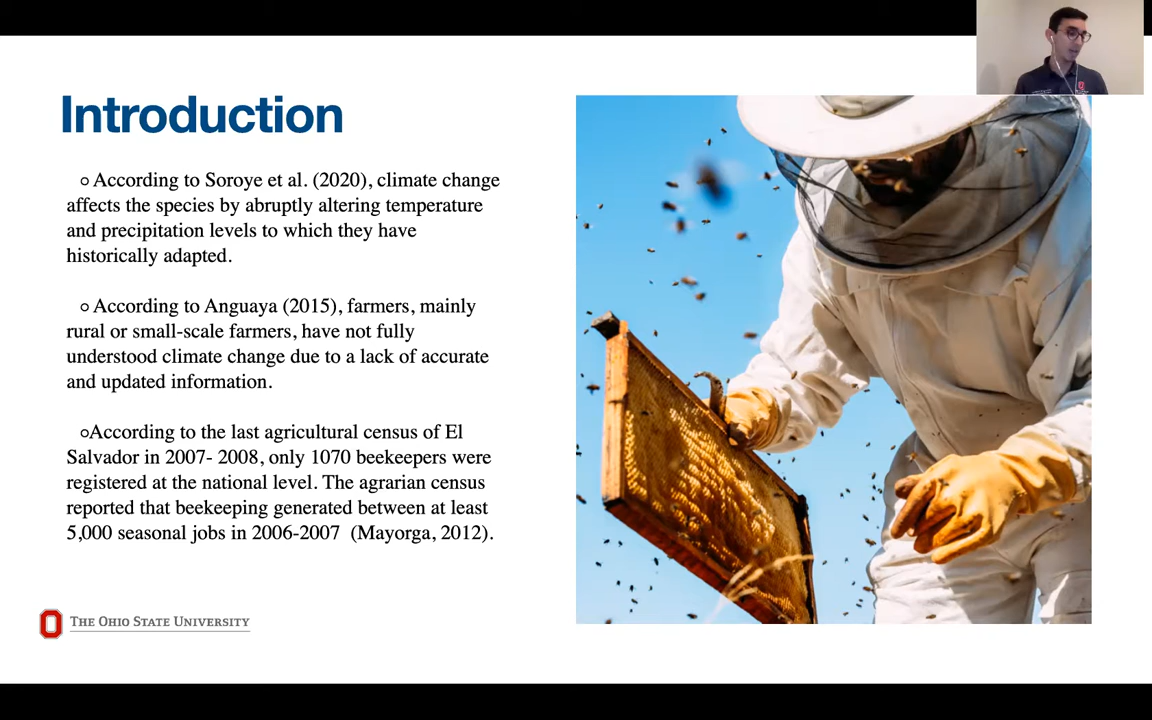 Introduction
○ According to Soroye et al. (2020), climate change
affects the species by abruptly altering temperature
and precipitation levels to which they have
historically adapted.
○ According to Anguaya (2015), farmers, mainly
rural or small-scale farmers, have not fully
understood climate change due to a lack of accurate
and updated information.
○According to the last agricultural census of El
Salvador in 2007- 2008, only 1070 beekeepers were
registered at the national level. The agrarian census
reported that beekeeping generated between at least
5,000 seasonal jobs in 2006-2007 (Mayorga, 2012).
THE OHIO STATE UNIVERSITY